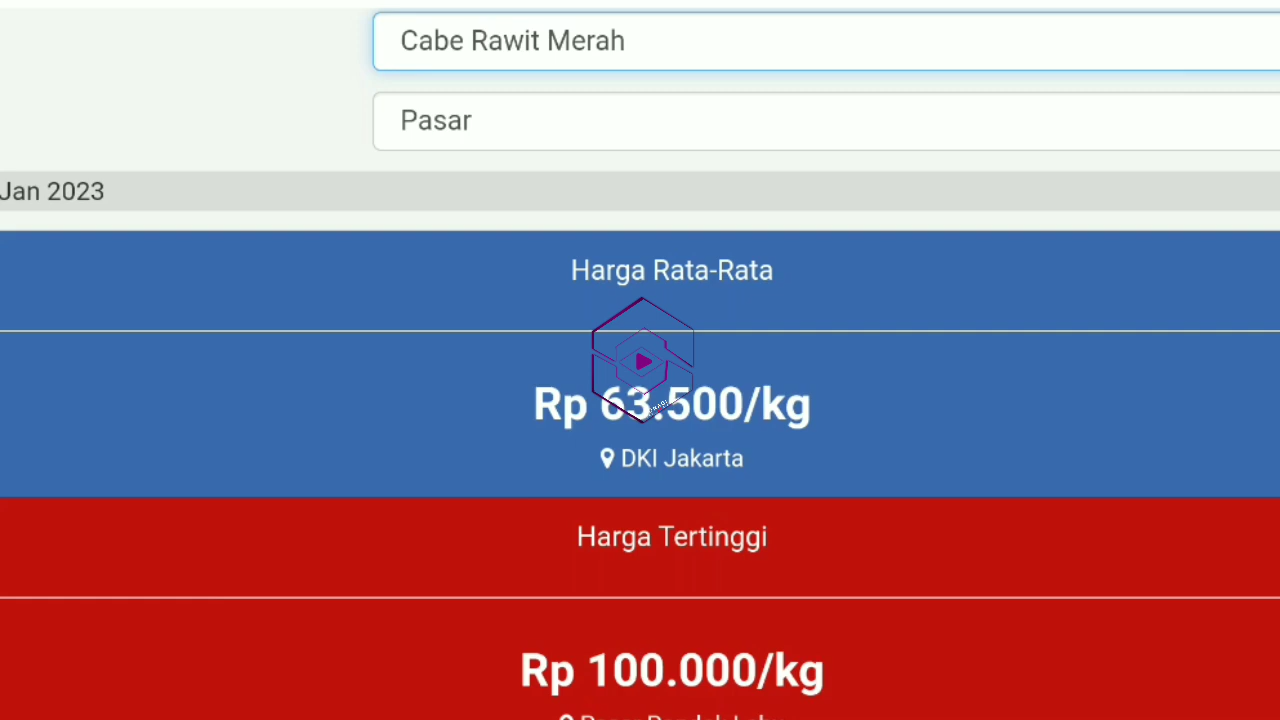 Cabe Rawit Merah
Pasar
Jan 2023
Harga Rata-Rata
Rp 63.500/kg
DKI Jakarta
Harga Tertinggi
Rp 100.000/kg